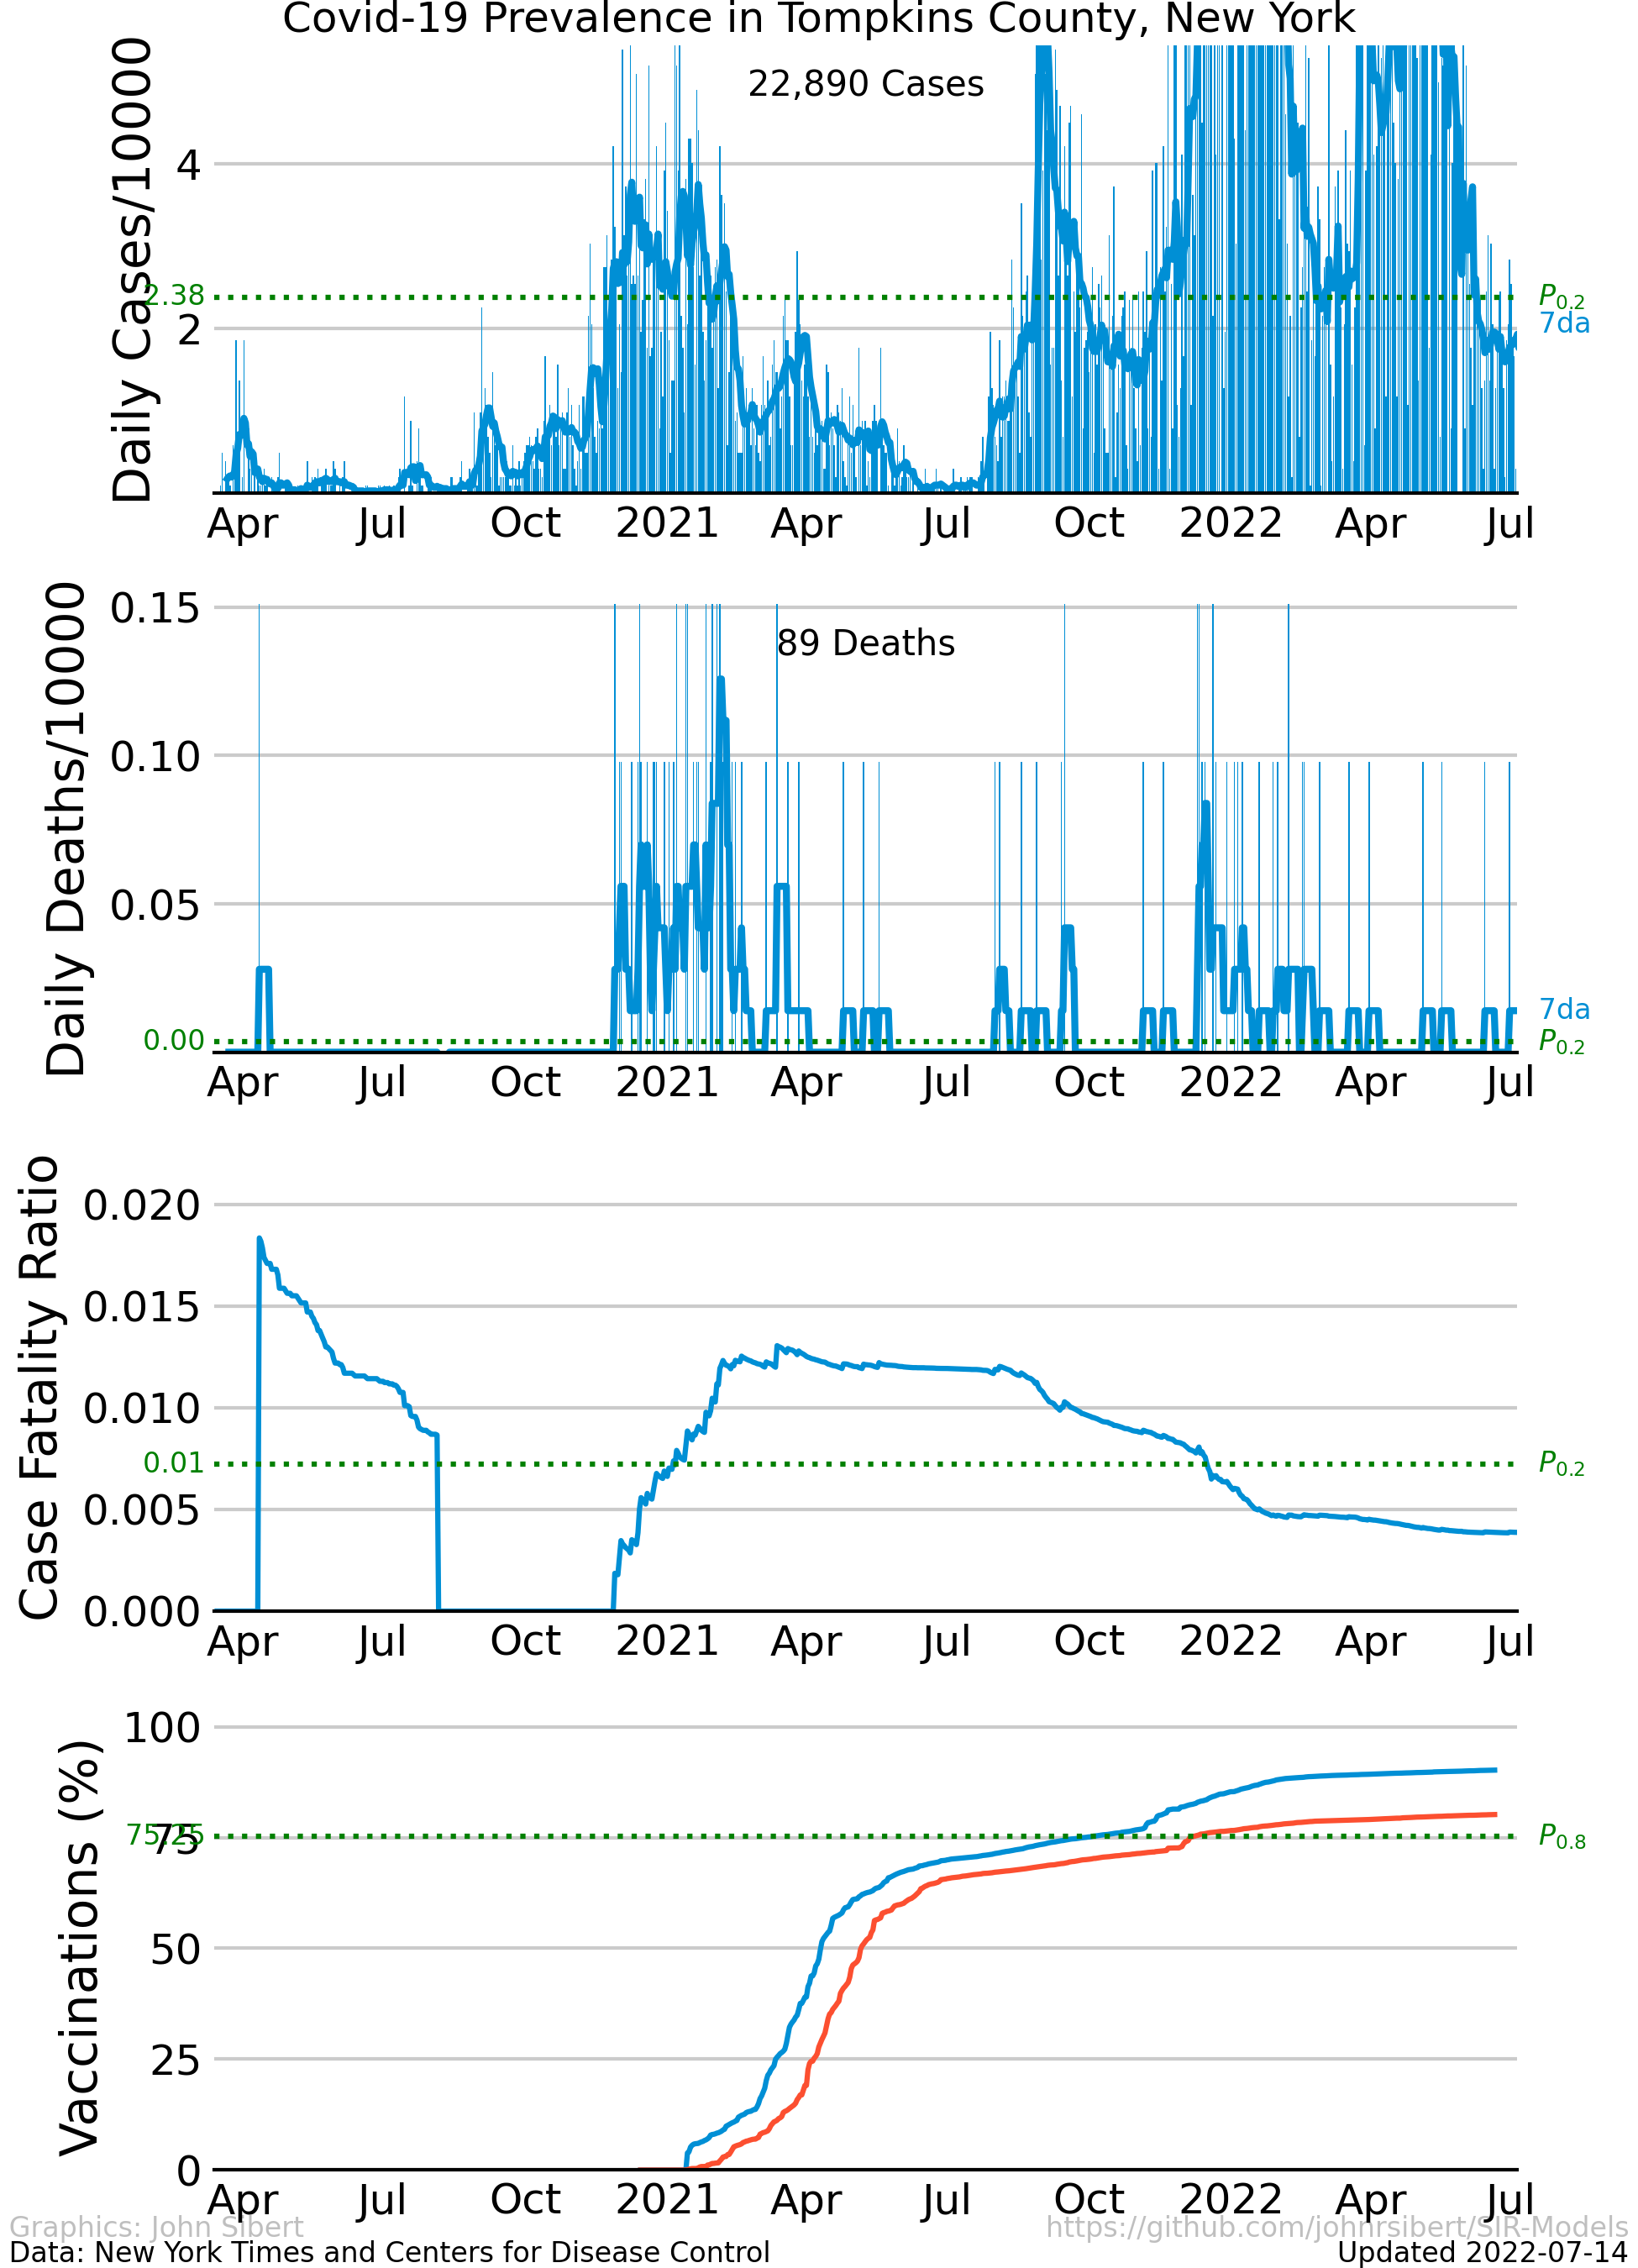 Covid-19 Prevalence in Tompkins County, New York
Daily Cases/10000
22,890 Cases
4
2.38
2
P0.2
7da
Apr Jul Oct 2021 Apr Jul Oct 2022 Apr Jul
Daily Deaths/10000
0.15
89 Deaths
0.10
0.05
0.00
7da
P0.2
Apr Jul Oct 2021 Apr Jul Oct 2022 Apr Jul
Case Fatality Ratio
0.020
0.015
0.010
0.01
P0.2
0.005
0.000
Apr Jul Oct 2021 Apr Jul Oct 2022 Apr Jul
Vaccinations (%)
100
75.25
75
P0.8
50
25
0
Apr Jul Oct 2021 Apr Jul Oct 2022 Apr Jul
Graphics: John Sibert
https://github.com/johnrsibert/SIR-Models
Data: New York Times and Centers for Disease Control
Updated 2022-07-14